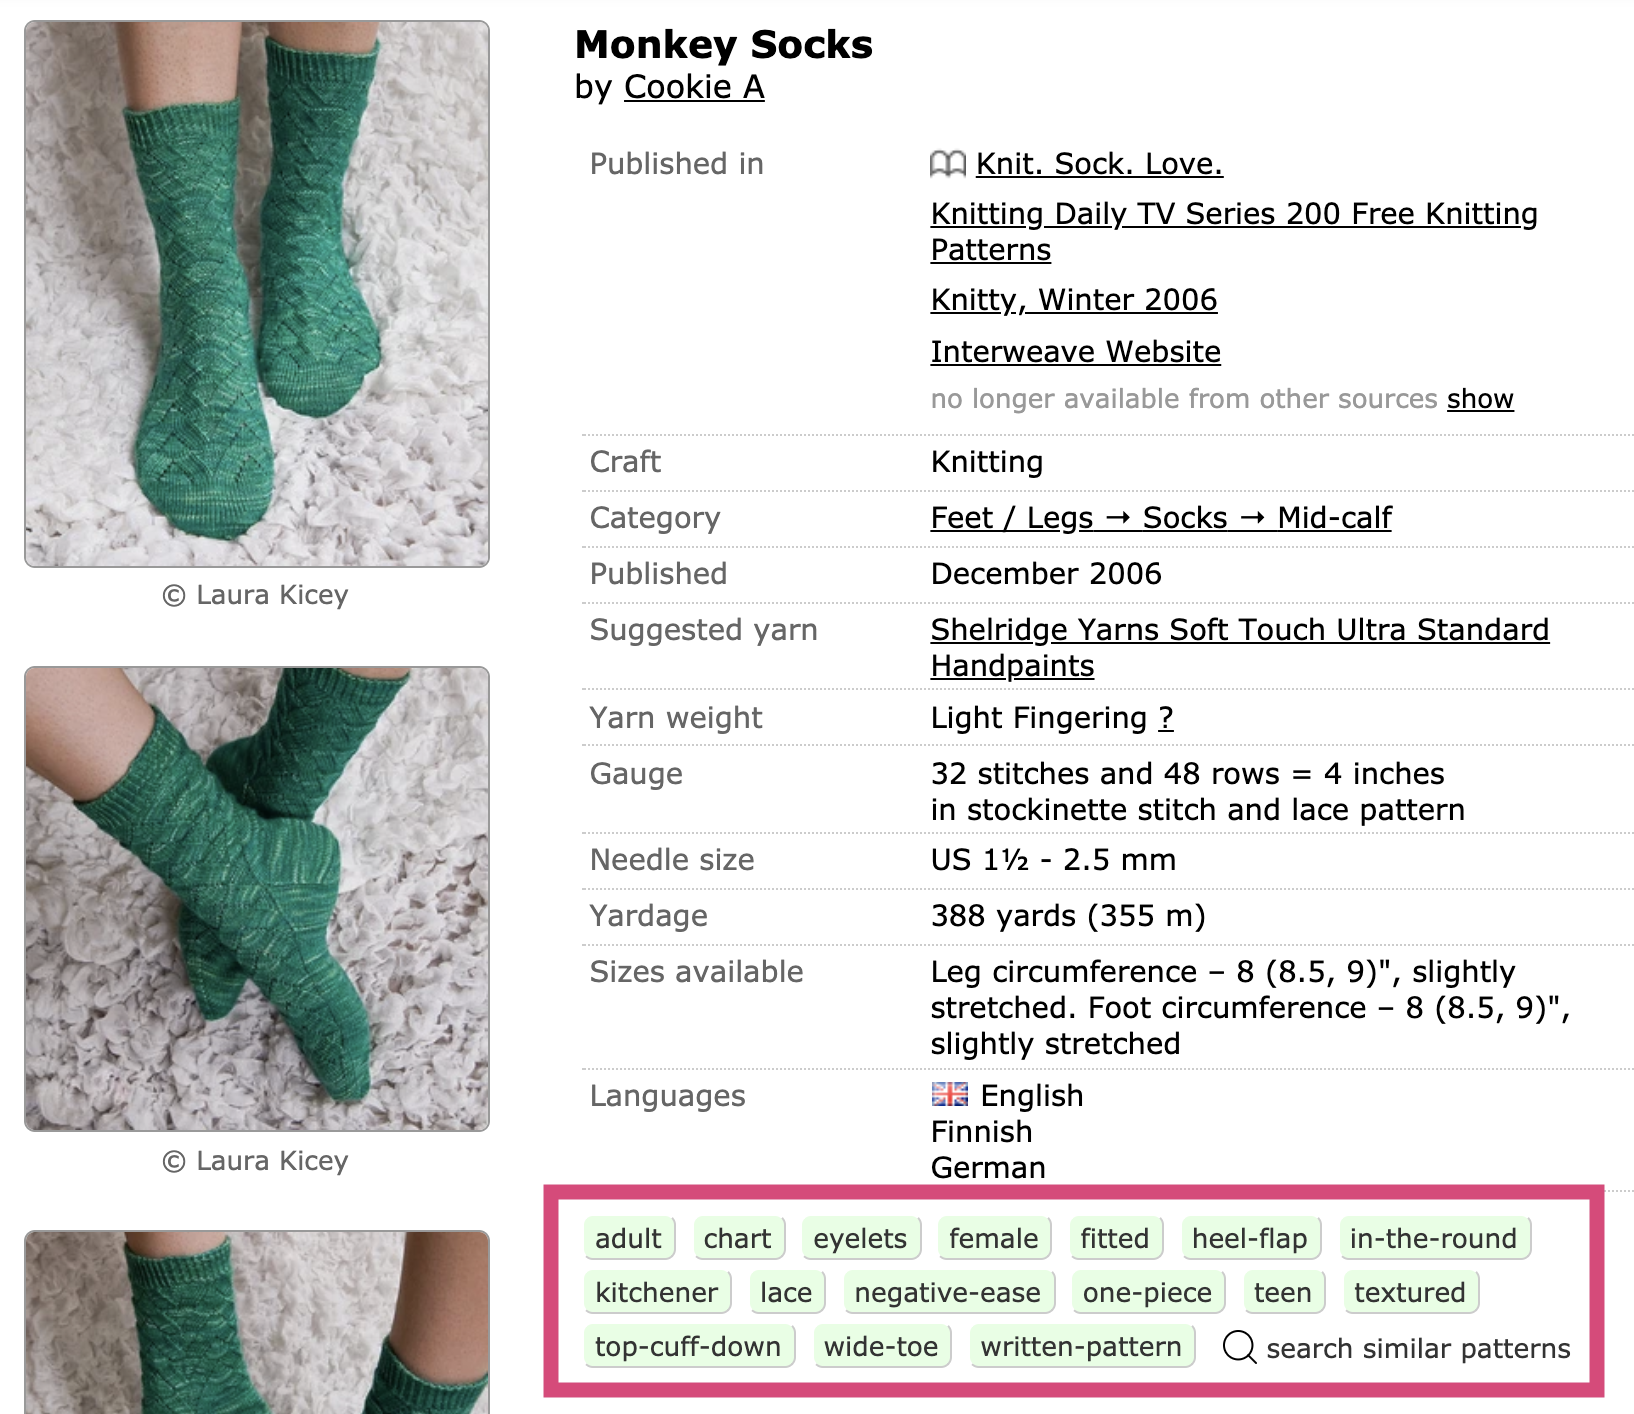 Monkey Socks
by Cookie A
Published in
Knit. Sock. Love.
Knitting Daily TV Series 200 Free Knitting
Patterns
Knitty, Winter 2006
Interweave Website
no longer available from other sources show
Craft
Knitting
Category
Feet / Legs → Socks → Mid-calf
Published
December 2006
Suggested yarn
Shelridge Yarns Soft Touch Ultra Standard
Handpaints
Yarn weight
Light Fingering ?
Gauge
32 stitches and 48 rows = 4 inches
in stockinette stitch and lace pattern
Needle size
US 1½ - 2.5 mm
Yardage
388 yards (355 m)
Sizes available
Leg circumference – 8 (8.5, 9)", slightly
stretched. Foot circumference – 8 (8.5, 9)",
slightly stretched
Languages
English
Finnish
German
adult chart eyelets female fitted heel-flap in-the-round
kitchener lace negative-ease one-piece teen textured
top-cuff-down wide-toe written-pattern search similar patterns
© Laura Kicey
© Laura Kicey